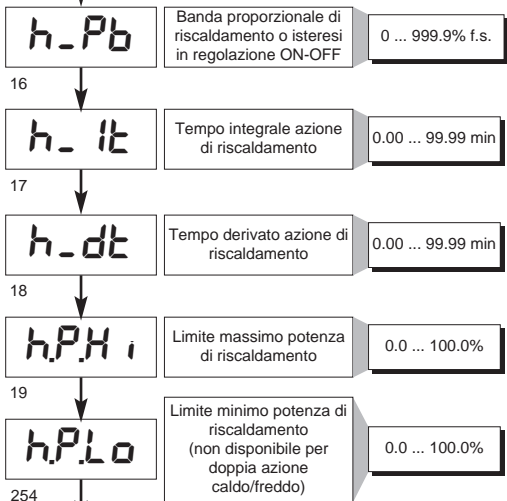 h_Pb
Banda proporzionale di
riscaldamento o isteresi
in regolazione ON-OFF
0 ... 999.9% f.s.
16
h_It
Tempo integrale azione
di riscaldamento
0.00 ... 99.99 min
17
h_dt
Tempo derivato azione di
riscaldamento
0.00 ... 99.99 min
18
h.P.Hi
Limite massimo potenza
di riscaldamento
0.0 ... 100.0%
19
h.P.Lo
Limite minimo potenza di
riscaldamento
(non disponibile per
doppia azione
caldo/freddo)
0.0 ... 100.0%
254